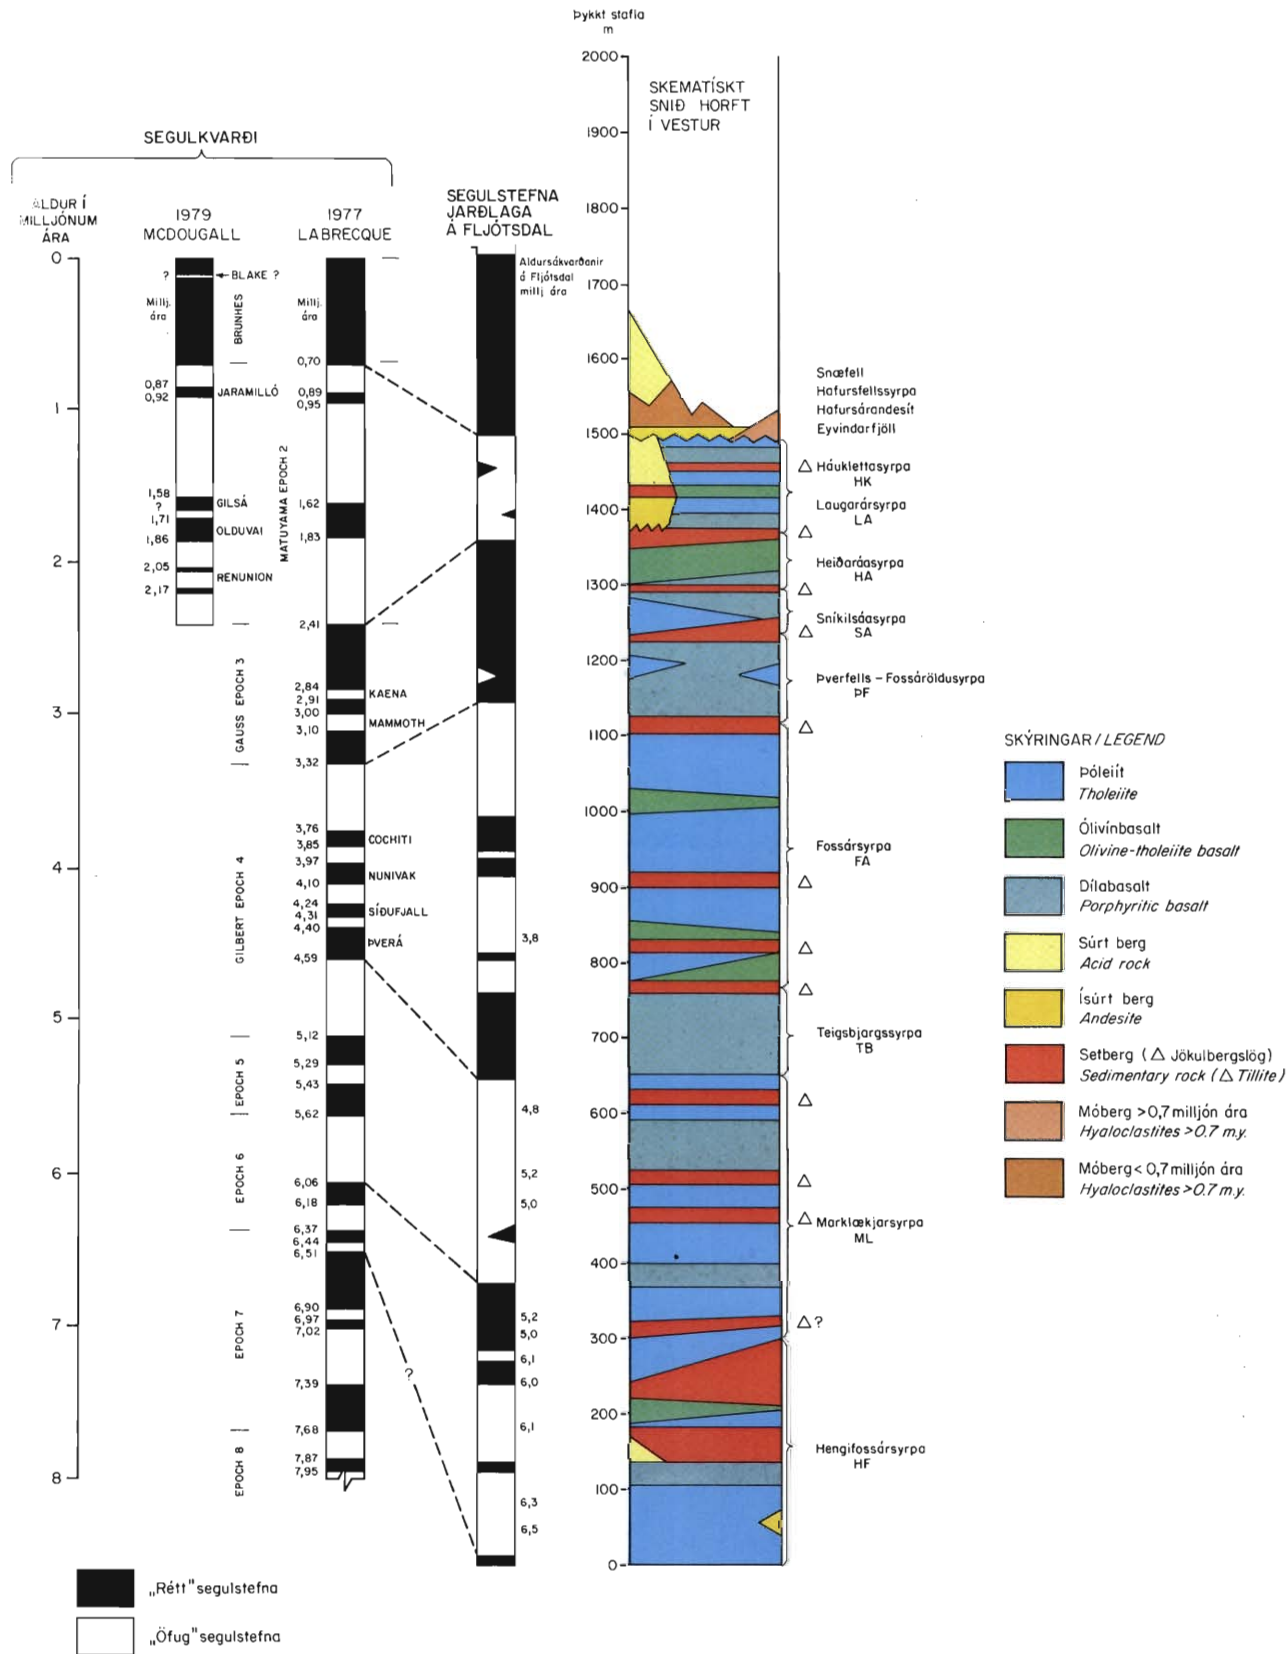 SEGULKVARÐI
ALDUR Í
MILLJÓNUM
ÁRA
0
1
2
3
4
5
6
7
8
1979
MCDOUGALL
?
BLAKE ?
Millj.
ára
BRUNHES
0,87
0,92
JARAMILLÓ
1,58
?
GILSÁ
1,71
1,86
OLDUVAI
2,05
2,17
RENUNION
1977
LABRECQUE
Millj.
ára
0,70
0,89
0,95
MATUYAMA EPOCH 2
1,62
1,83
2,41
GAUSS EPOCH 3
2,84
2,91
KAENA
3,00
3,10
MAMMOTH
3,32
GILBERT EPOCH 4
3,76
3,85
COCHITI
3,97
4,10
NUNIVAK
4,24
4,31
SÍÐUFJALL
4,40
4,59
ÞVERÁ
5,12
EPOCH 5
5,29
5,43
5,62
EPOCH 6
6,06
6,18
6,37
6,44
6,51
EPOCH 7
6,90
6,97
7,02
7,39
7,68
EPOCH 8
7,87
7,95
?
SEGULSTEFNA
JARÐLAGA
Á FLJÓTSDAL
Aldursákvarðanir
á Fljótsdal
millj ára
3,8
4,8
5,2
5,0
5,2
5,0
6,1
6,0
6,1
6,3
6,5
Þykkt stafla
m
2000
1900
1800
1700
1600
1500
1400
1300
1200
1100
1000
900
800
700
600
500
400
300
200
100
0
SKEMATÍSKT
SNIÐ HORFT
Í VESTUR
Snæfell
Hafursfellssyrpa
Hafursárandesít
Eyvindarfjöll
Háuklettasyrpa
HK
Laugarársyrpa
LA
Heiðaráasyrpa
HA
Sníkilsáasyrpa
SA
Þverfells – Fossáröldusyrpa
ÞF
Fossársyrpa
FA
Teigsbjargssyrpa
TB
Marklækjarsyrpa
ML
?
Hengifossársyrpa
HF
SKÝRINGAR / LEGEND
Þóleiít
Tholeiite
Ólivínbasalt
Olivine-tholeiite basalt
Dílabasalt
Porphyritic basalt
Súrt berg
Acid rock
Ísúrt berg
Andesite
Setberg ( △ Jökulbergslög)
Sedimentary rock ( △ Tillite)
Móberg >0,7 milljón ára
Hyaloclastites >0.7 m.y.
Móberg < 0,7 milljón ára
Hyaloclastites >0.7 m.y.
„Rétt" segulstefna
„Öfug" segulstefna